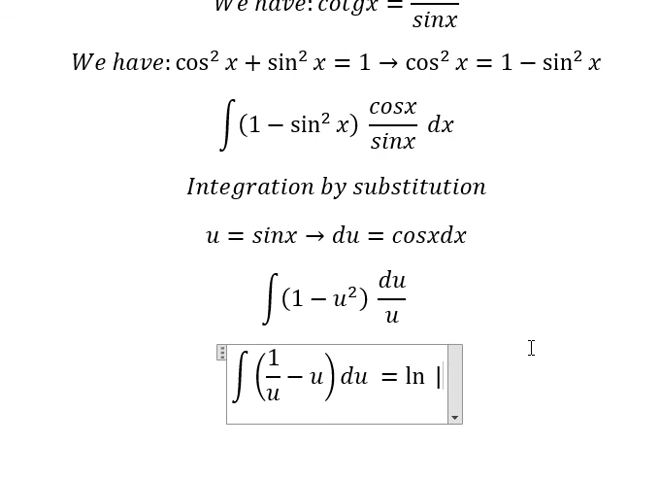 We have: cotgx = ─
sinx
We have: cos² x + sin² x = 1 → cos² x = 1 − sin² x
∫(1 − sin² x) cosx/sinx dx
Integration by substitution
u = sinx → du = cosxdx
∫(1 − u²) du/u
∫(1/u − u) du = ln |